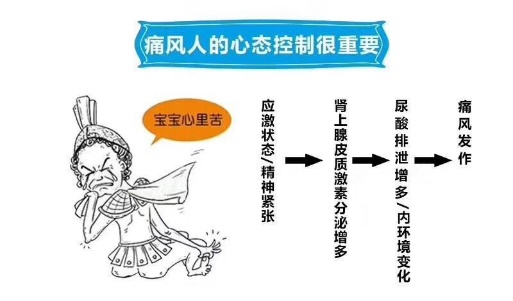 痛风人的心态控制很重要
宝宝心里苦
应激状态/精神紧张
肾上腺皮质激素分泌增多
尿酸排泄增多/内环境变化
痛风发作